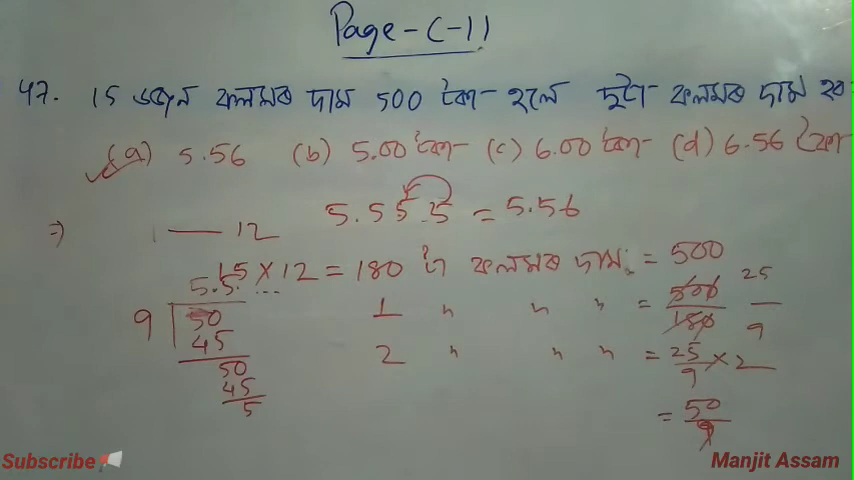 Page-C-11
47. 15 ডজন কলমৰ দাম 500 টকা হলে দুটা কলমৰ দাম হব
(a) 5.56 (b) 5.00 টকা (c) 6.00 টকা (d) 6.56 টকা
⇒ 1 — 12 5.555 = 5.56
15 × 12 = 180 টা কলমৰ দাম: = 500
1 " " " = 500/180 25/9
2 " " " = 25/9 × 2
= 50/9
5.5...
9 50
45
50
45
5
Subscribe
Manjit Assam